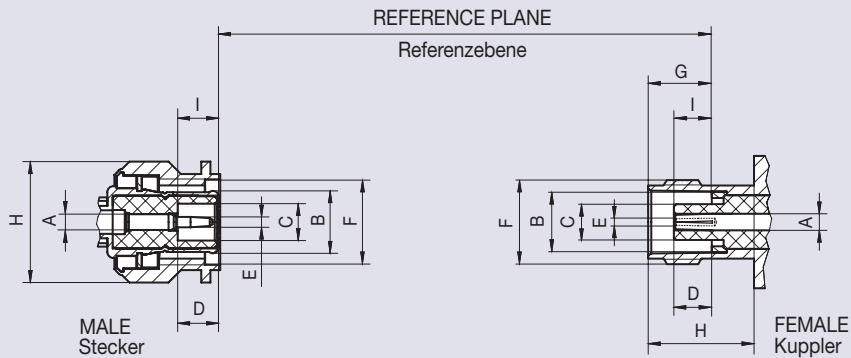 REFERENCE PLANE
Referenzebene
G
I
I
H
A
C
B
F
E
D
F
B
C
E
A
D
H
MALE
Stecker
FEMALE
Kuppler